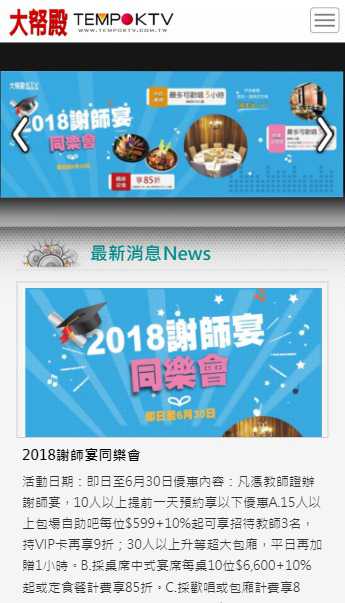 大帑殿 TEMPOKTV
WWW.TEMPOKTV.COM.TW
大帑殿KTV
2018謝師宴
同樂會
最多可歡唱5小時
享85折
最多可歡唱
最新消息News
2018謝師宴
同樂會
即日至6月30日
2018謝師宴同樂會
活動日期：即日至6月30日優惠內容：凡憑教師證辦
謝師宴，10人以上提前一天預約享以下優惠A.15人以
上包場自助吧每位$599+10%起可享招待教師3名，
持VIP卡再享9折；30人以上升等超大包廂，平日再加
贈1小時。B.採桌席中式宴席每桌10位$6,600+10%
起或定食餐計費享85折。C.採歡唱或包廂計費享8